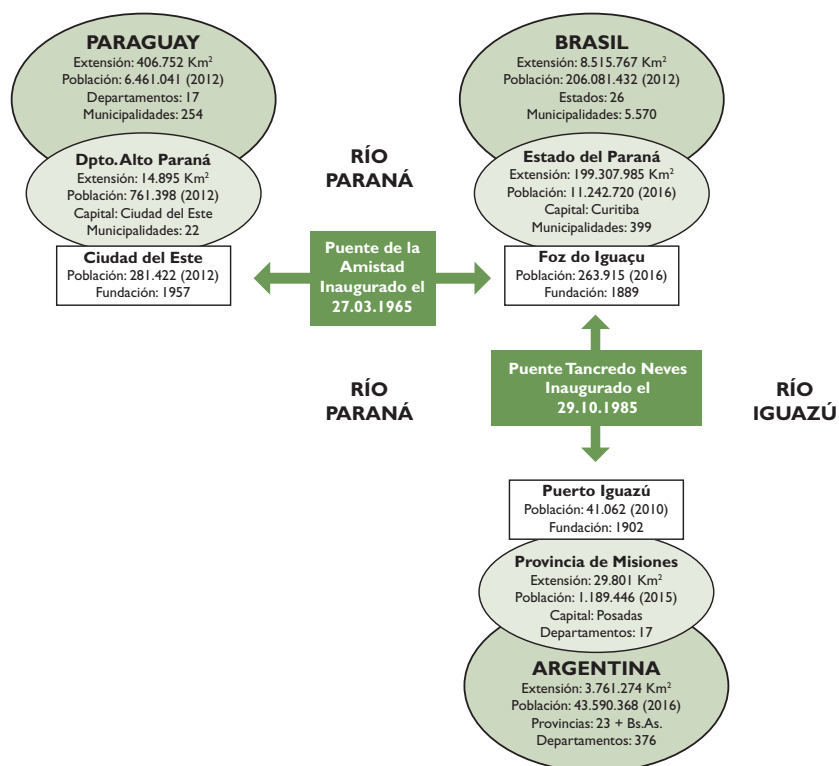 PARAGUAY
Extensión: 406.752 Km²
Población: 6.461.041 (2012)
Departamentos: 17
Municipalidades: 254
Dpto. Alto Paraná
Extensión: 14.895 Km²
Población: 761.398 (2012)
Capital: Ciudad del Este
Municipalidades: 22
Ciudad del Este
Población: 281.422 (2012)
Fundación: 1957
RÍO
PARANÁ
Puente de la
Amistad
Inaugurado el
27.03.1965
BRASIL
Extensión: 8.515.767 Km²
Población: 206.081.432 (2012)
Estados: 26
Municipalidades: 5.570
Estado del Paraná
Extensión: 199.307.985 Km²
Población: 11.242.720 (2016)
Capital: Curitiba
Municipalidades: 399
Foz do Iguaçu
Población: 263.915 (2016)
Fundación: 1889
RÍO
PARANÁ
Puente Tancredo Neves
Inaugurado el
29.10.1985
RÍO
IGUAZÚ
Puerto Iguazú
Población: 41.062 (2010)
Fundación: 1902
Provincia de Misiones
Extensión: 29.801 Km²
Población: 1.189.446 (2015)
Capital: Posadas
Departamentos: 17
ARGENTINA
Extensión: 3.761.274 Km²
Población: 43.590.368 (2016)
Provincias: 23 + Bs.As.
Departamentos: 376